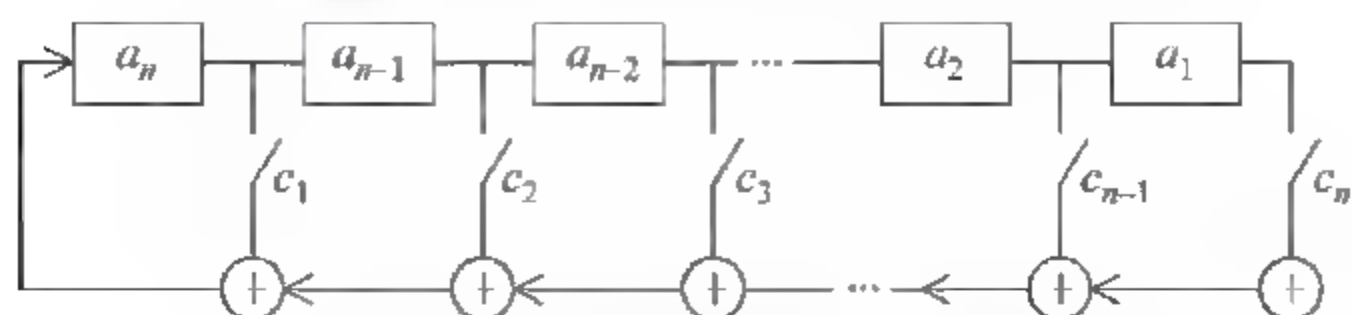 aₙ aₙ₋₁ aₙ₋₂ ... a₂ a₁
c₁ c₂ c₃ cₙ₋₁ cₙ
+ + + ... + +